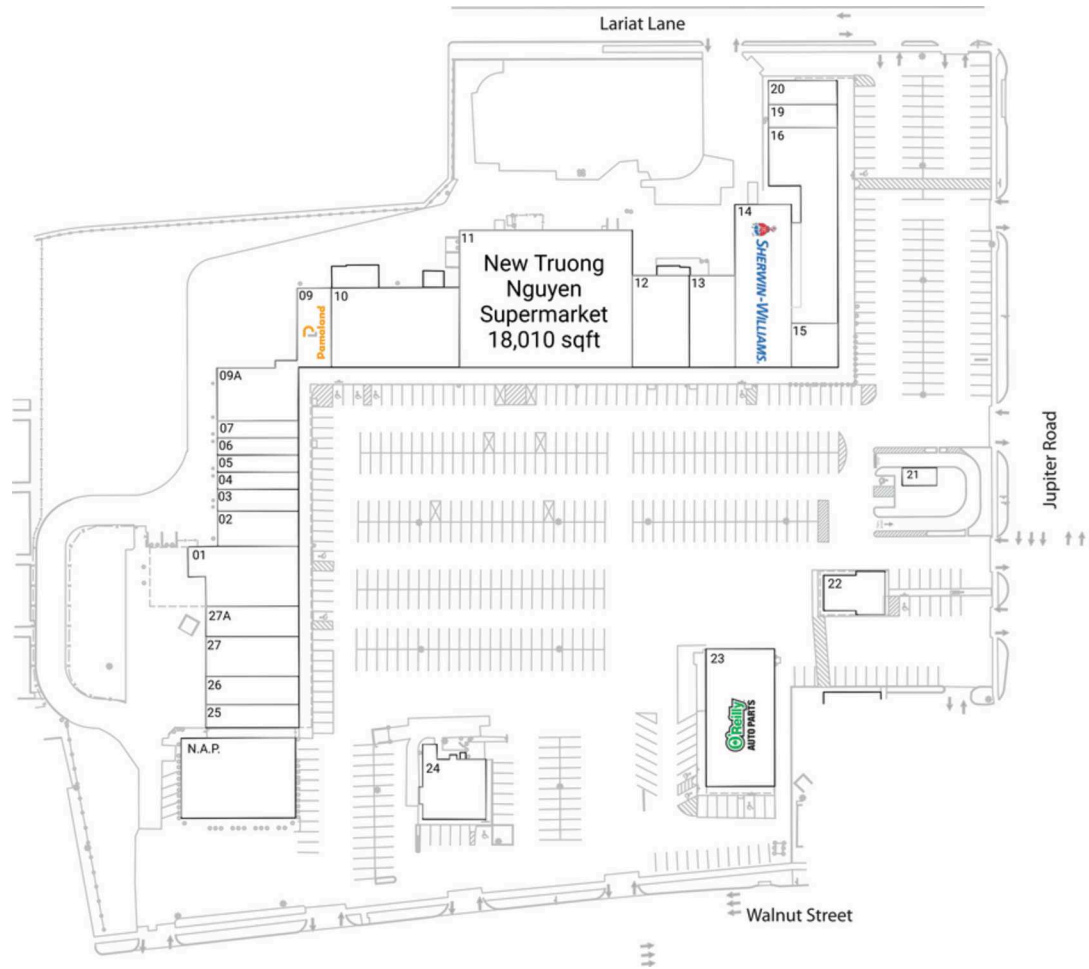 Lariat Lane
20
19
16
14
SHERWIN-WILLIAMS.
11
New Truong
Nguyen
Supermarket
18,010 sqft
12
13
15
09
Pamaland
10
09A
07
06
05
04
03
02
01
27A
27
26
25
N.A.P.
21
22
23
O'Reilly
AUTO PARTS
24
Jupiter Road
Walnut Street